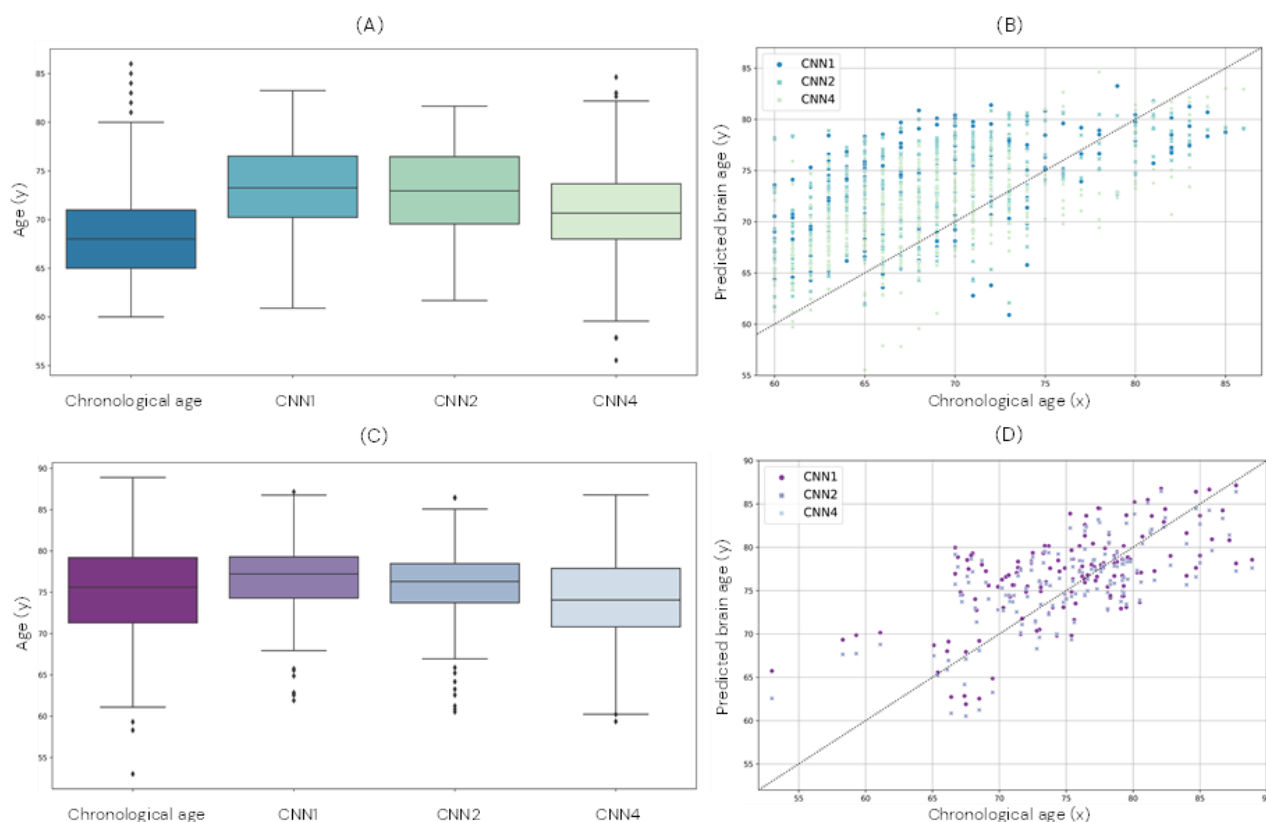 (A)
85
80
75
70
65
60
55
Age (y)
Chronological age
CNN1
CNN2
CNN4
(B)
CNN1
CNN2
CNN4
85
80
75
70
65
60
55
Predicted brain age (y)
60 65 70 75 80 85
Chronological age (x)
(C)
90
85
80
75
70
65
60
55
Age (y)
Chronological age
CNN1
CNN2
CNN4
(D)
CNN1
CNN2
CNN4
90
85
80
75
70
65
60
55
Predicted brain age (y)
55 60 65 70 75 80 85 9
Chronological age (x)